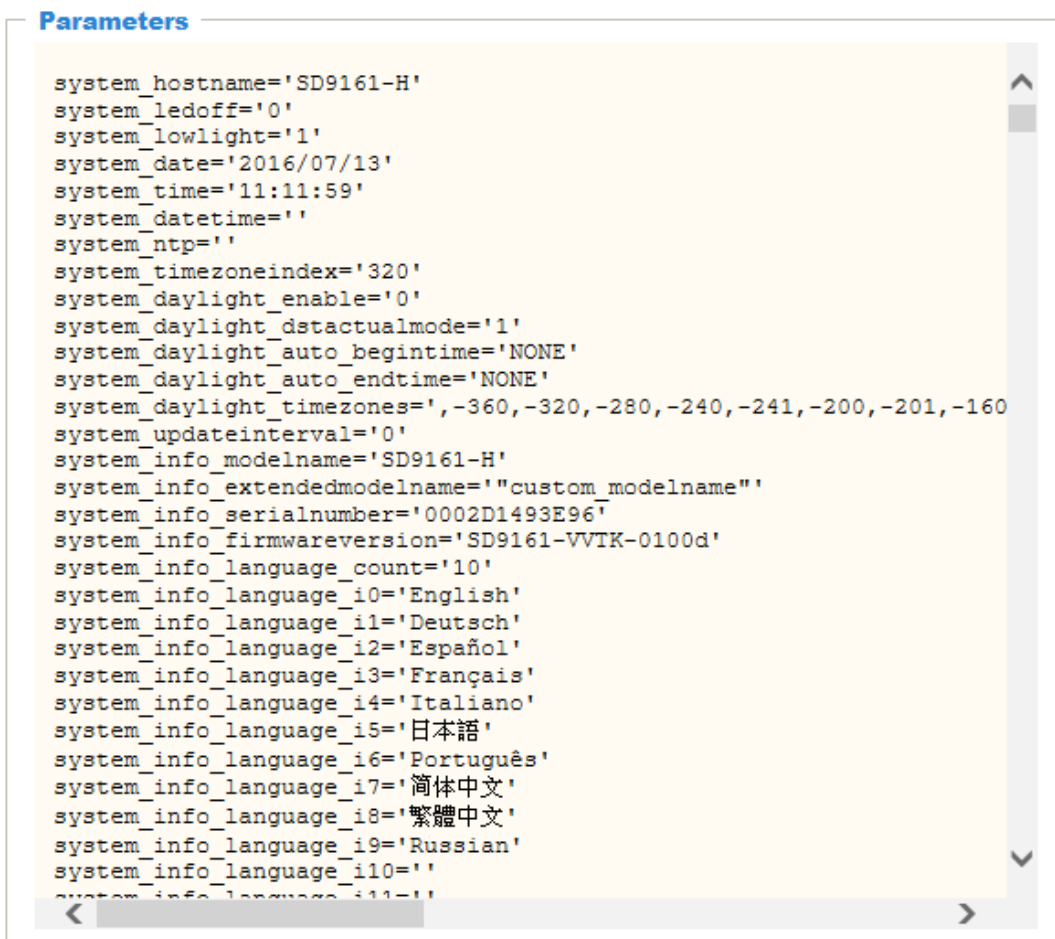 Parameters
system_hostname='SD9161-H'
system_ledoff='0'
system_lowlight='1'
system_date='2016/07/13'
system_time='11:11:59'
system_datetime=''
system_ntp=''
system_timezoneindex='320'
system_daylight_enable='0'
system_daylight_dstactualmode='1'
system_daylight_auto_begintime='NONE'
system_daylight_auto_endtime='NONE'
system_daylight_timezones=',-360,-320,-280,-240,-241,-200,-201,-160
system_updateinterval='0'
system_info_modelname='SD9161-H'
system_info_extendedmodelname='"custom_modelname"'
system_info_serialnumber='0002D1493E96'
system_info_firmwareversion='SD9161-VVTK-0100d'
system_info_language_count='10'
system_info_language_i0='English'
system_info_language_i1='Deutsch'
system_info_language_i2='Español'
system_info_language_i3='Français'
system_info_language_i4='Italiano'
system_info_language_i5='日本語'
system_info_language_i6='Português'
system_info_language_i7='简体中文'
system_info_language_i8='繁體中文'
system_info_language_i9='Russian'
system_info_language_i10=''
system_info_language_i11=''